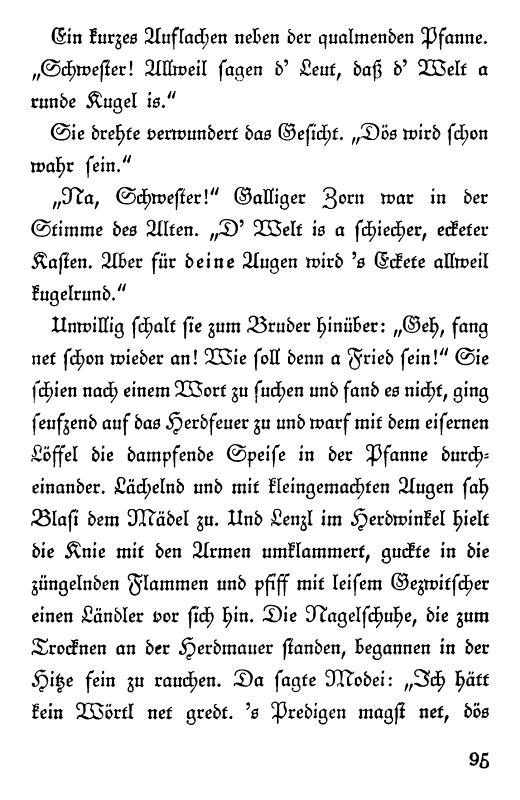 Ein kurzes Auflachen neben der qualmenden Pfanne.
„Schwester! Allweil sagen d' Leut, daß d' Welt a
runde Kugel is.“
Sie drehte verwundert das Gesicht. „Dös wird schon
wahr sein.“
„Na, Schwester!“ Galliger Zorn war in der
Stimme des Alten. „D' Welt is a schiecher, ecketer
Kasten. Aber für deine Augen wird 's Eckete allweil
kugelrund.“
Unwillig schalt sie zum Bruder hinüber: „Geh, fang
net schon wieder an! Wie soll denn a Fried sein!“ Sie
schien nach einem Wort zu suchen und fand es nicht, ging
seufzend auf das Herdfeuer zu und warf mit dem eisernen
Löffel die dampfende Speise in der Pfanne durch-
einander. Lächelnd und mit kleingemachten Augen sah
Blasi dem Mädel zu. Und Lenzl im Herdwinkel hielt
die Knie mit den Armen umklammert, guckte in die
züngelnden Flammen und pfiff mit leisem Gezwitscher
einen Ländler vor sich hin. Die Nagelschuhe, die zum
Trocknen an der Herdmauer standen, begannen in der
Hitze fein zu rauchen. Da sagte Modei: „Ich hätt
kein Wörtl net gredt. 's Predigen magst net, dös
95